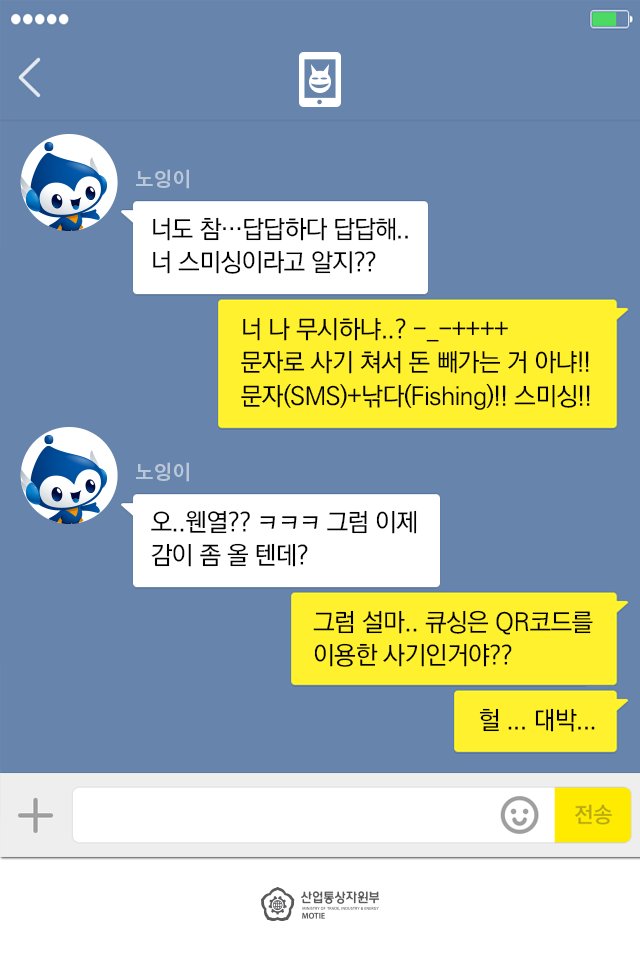 노잉이
너도 참…답답하다 답답해..
너 스미싱이라고 알지??
너 나 무시하냐..? -_-++++
문자로 사기 쳐서 돈 빼가는 거 아냐!!
문자(SMS)+낚다(Fishing)!! 스미싱!!
노잉이
오..웬열?? ㅋㅋㅋ 그럼 이제
감이 좀 올 텐데?
그럼 설마.. 큐싱은 QR코드를
이용한 사기인거야??
헐 ... 대박...
전송
산업통상자원부
MINISTRY OF TRADE, INDUSTRY & ENERGY
MOTIE